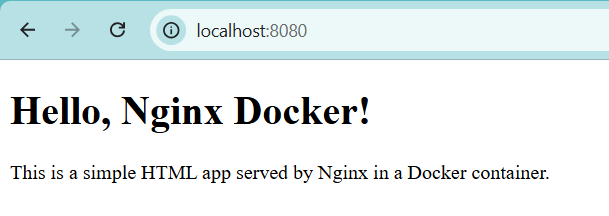 localhost:8080
Hello, Nginx Docker!
This is a simple HTML app served by Nginx in a Docker container.